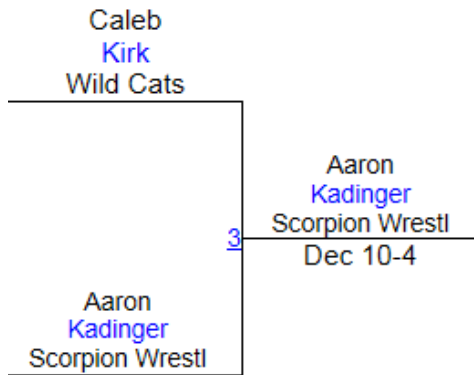 Caleb
Kirk
Wild Cats
Aaron
Kadinger
Scorpion Wrestl
3
Dec 10-4
Aaron
Kadinger
Scorpion Wrestl